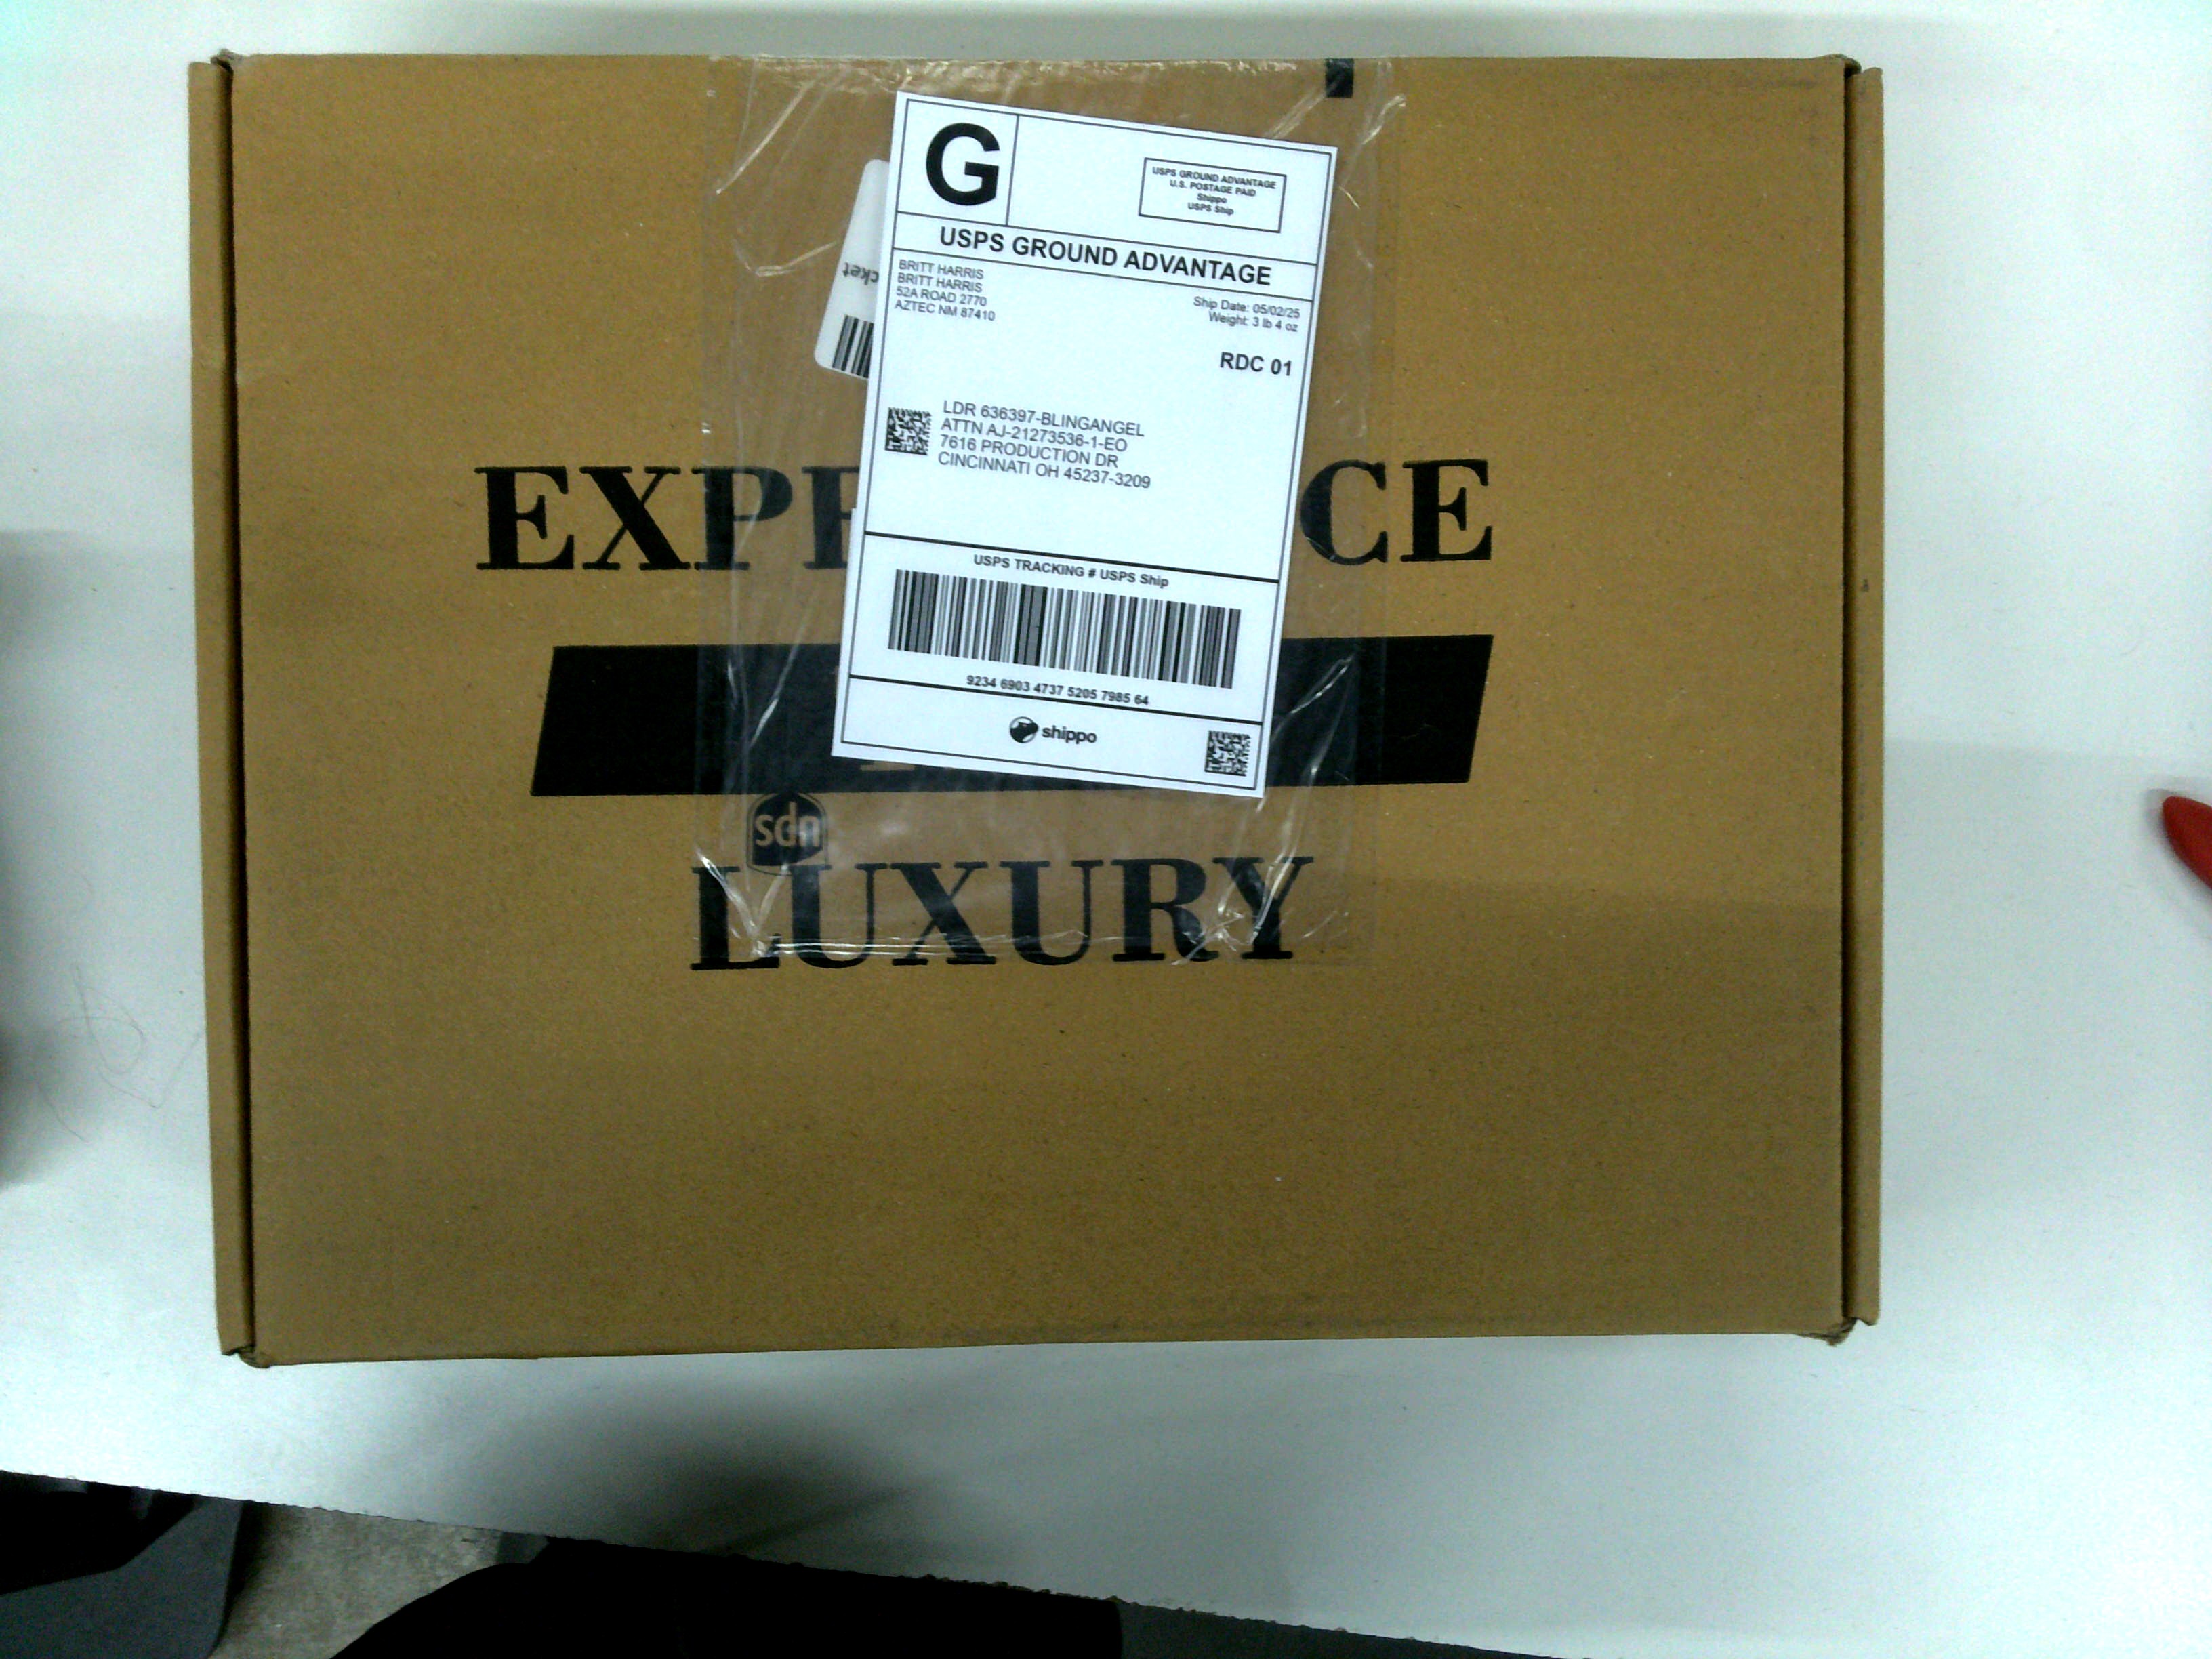 G
USPS GROUND ADVANTAGE
U.S. POSTAGE PAID
Shippo
USPS Ship
USPS GROUND ADVANTAGE
BRITT HARRIS
BRITT HARRIS
52A ROAD 2770
AZTEC NM 87410
Ship Date: 05/02/25
Weight: 3 lb 4 oz
RDC 01
LDR 636397-BLINGANGEL
ATTN AJ-21273536-1-EO
7616 PRODUCTION DR
CINCINNATI OH 45237-3209
USPS TRACKING # USPS Ship
9234 6903 4737 5205 7985 64
shippo
cket
EXPE CE
sdn
LUXURY